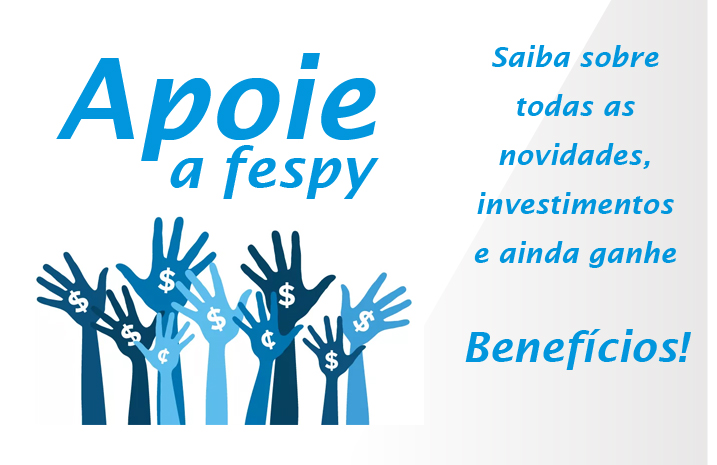 Apoie
a fespy
Saiba sobre
todas as
novidades,
investimentos
e ainda ganhe
Benefícios!
$
$
$
$
$
¢
¢
$
$